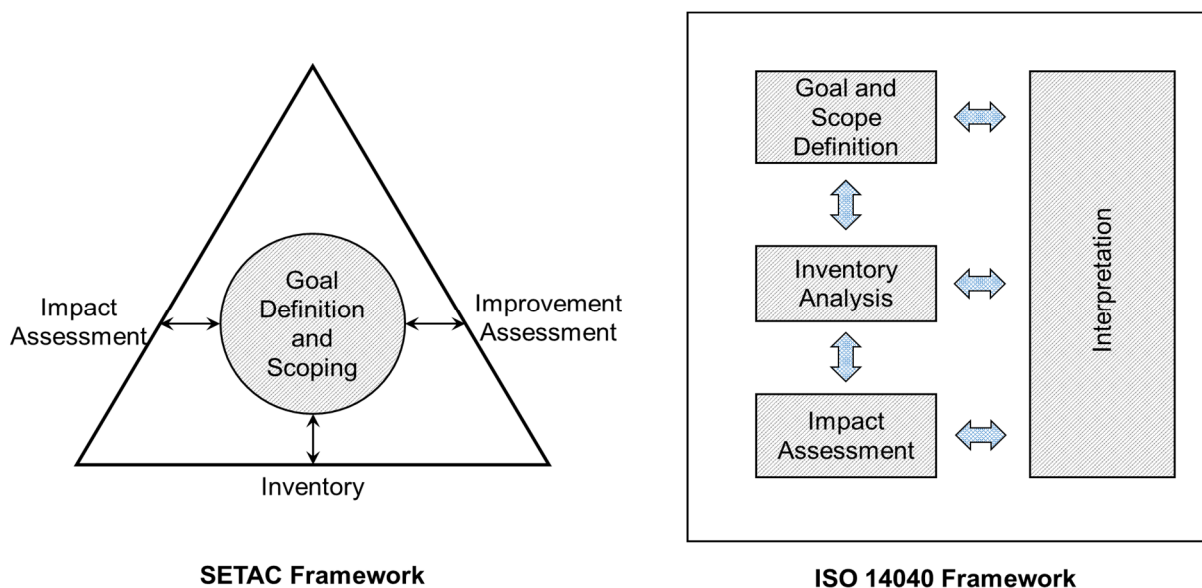 Goal
Definition
and
Scoping
Impact
Assessment
Improvement
Assessment
Inventory
SETAC Framework
Goal and
Scope
Definition
Inventory
Analysis
Impact
Assessment
Interpretation
ISO 14040 Framework